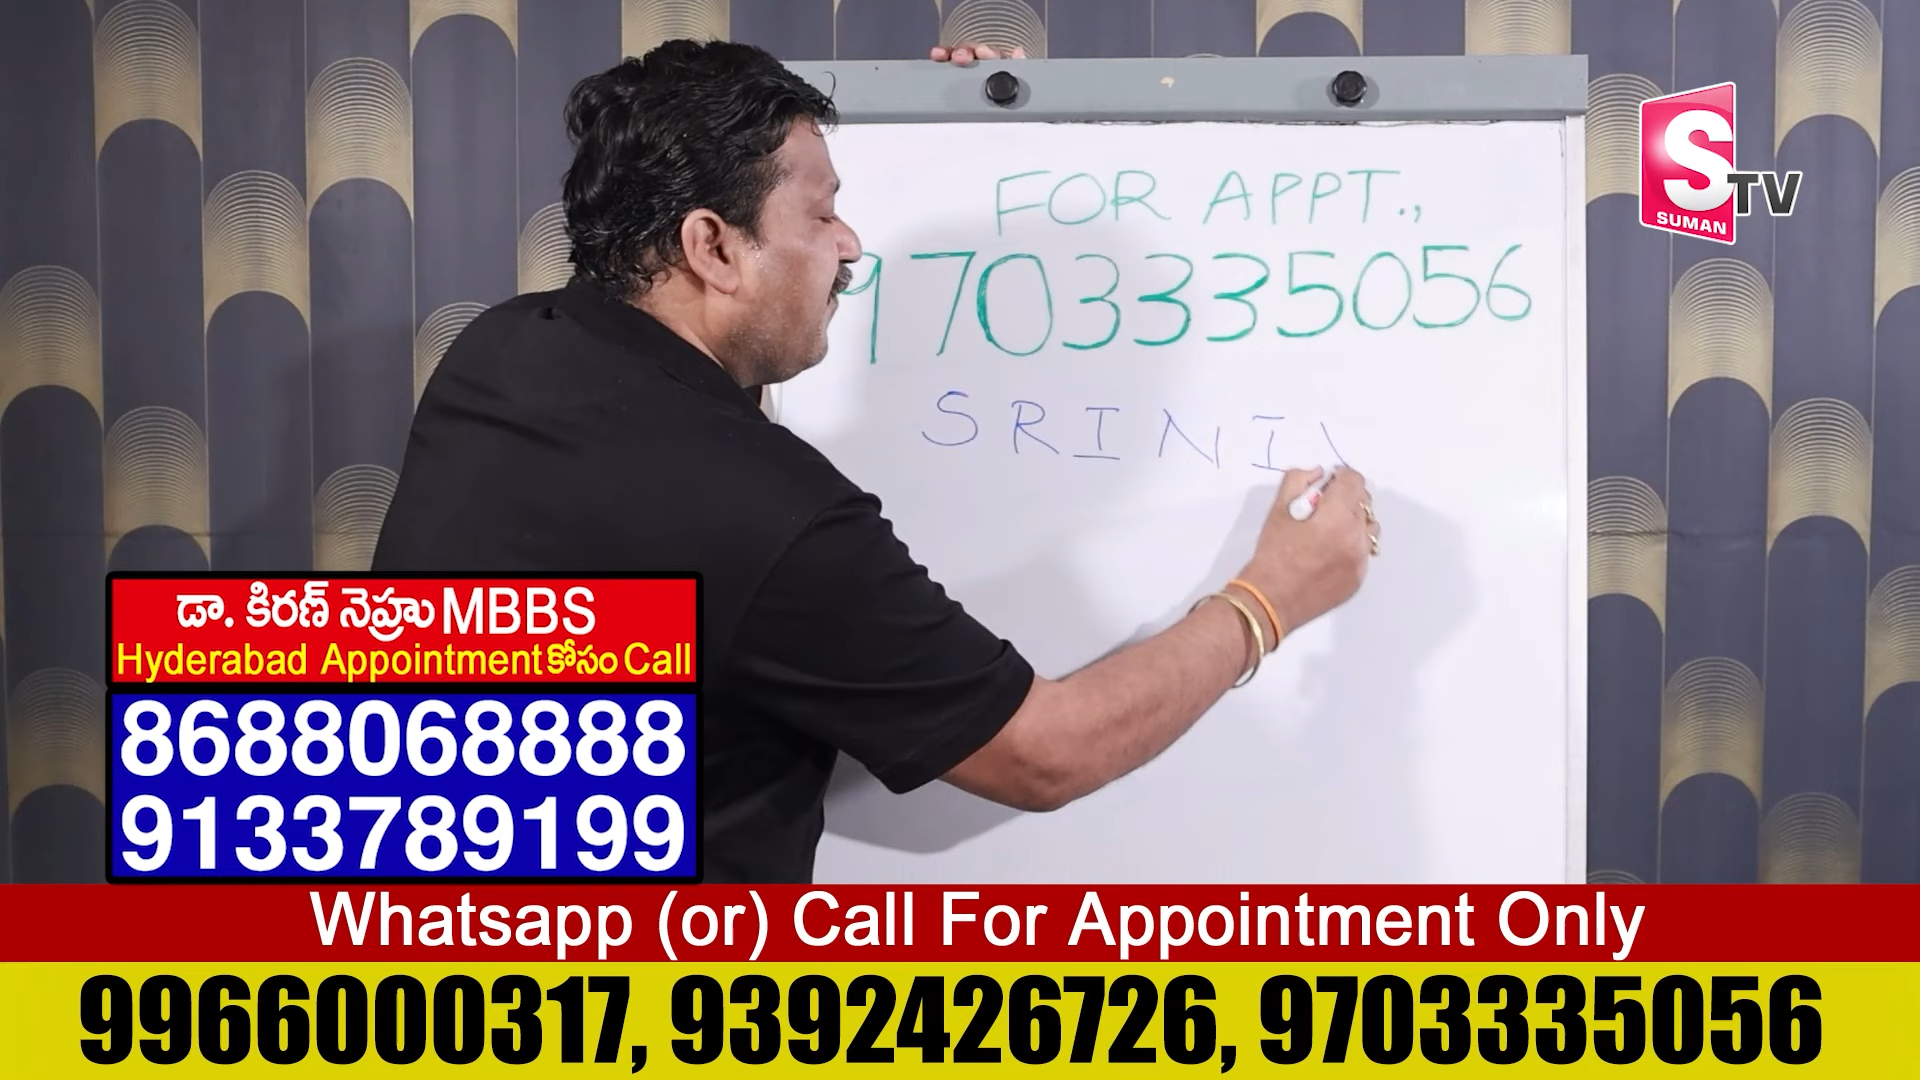 FOR APPT.,
9703335056
SRINIV
S TV
SUMAN
డా. కిరణ్ నెహ్రు MBBS
Hyderabad Appointment కోసం Call
8688068888
9133789199
Whatsapp (or) Call For Appointment Only
9966000317, 9392426726, 9703335056